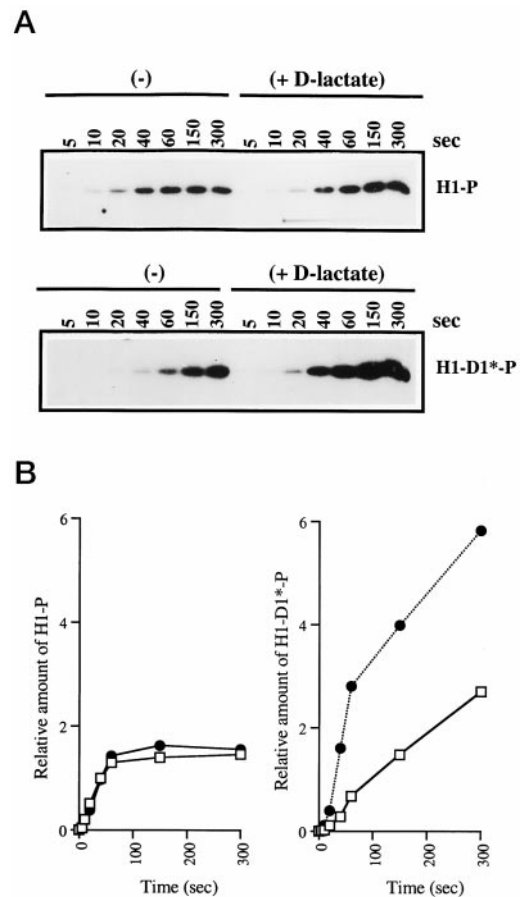 A
(-) (+ D-lactate)
5 10 20 40 60 150 300 5 10 20 40 60 150 300 sec
H1-P
(-) (+ D-lactate)
5 10 20 40 60 150 300 5 10 20 40 60 150 300 sec
H1-D1*-P
B
Relative amount of H1-P
6
4
2
0
0 100 200 300
Time (sec)
Relative amount of H1-D1*-P
6
4
2
0
0 100 200 300
Time (sec)